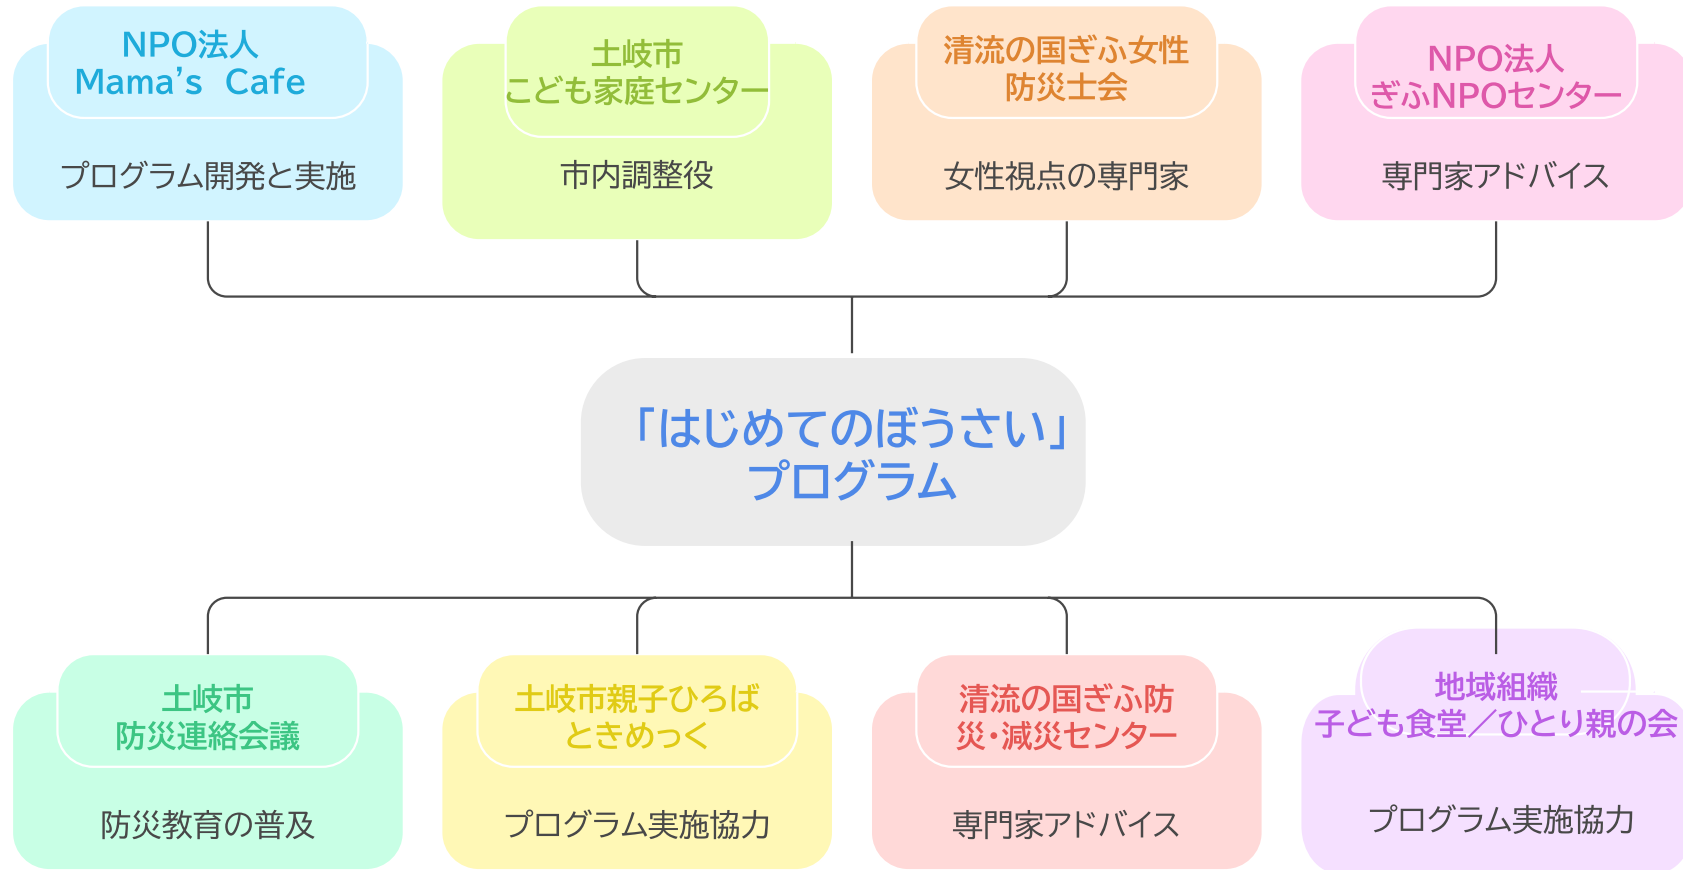 NPO法人
Mama’s Cafe
プログラム開発と実施
土岐市
こども家庭センター
市内調整役
清流の国ぎふ女性
防災士会
女性視点の専門家
NPO法人
ぎふNPOセンター
専門家アドバイス
「はじめてのぼうさい」
プログラム
土岐市
防災連絡会議
防災教育の普及
土岐市親子ひろば
ときめっく
プログラム実施協力
清流の国ぎふ防
災・減災センター
専門家アドバイス
地域組織
子ども食堂／ひとり親の会
プログラム実施協力